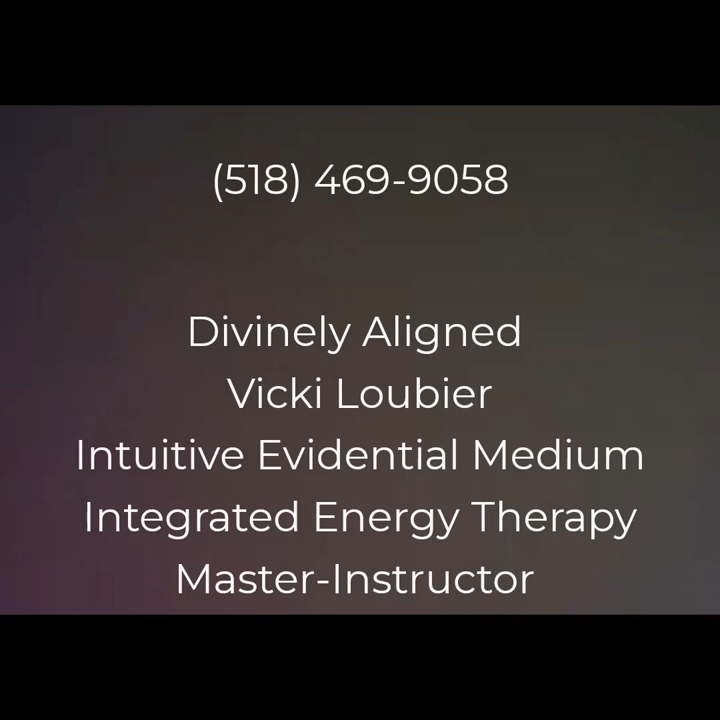 (518) 469-9058
Divinely Aligned
Vicki Loubier
Intuitive Evidential Medium
Integrated Energy Therapy
Master-Instructor